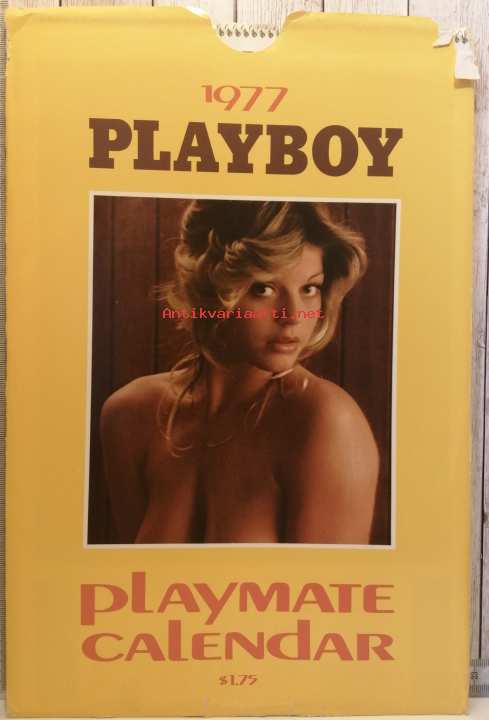 1977
PLAYBOY
Antikvariaatti.net
PLAYMATE
CALENDAR
$1.75